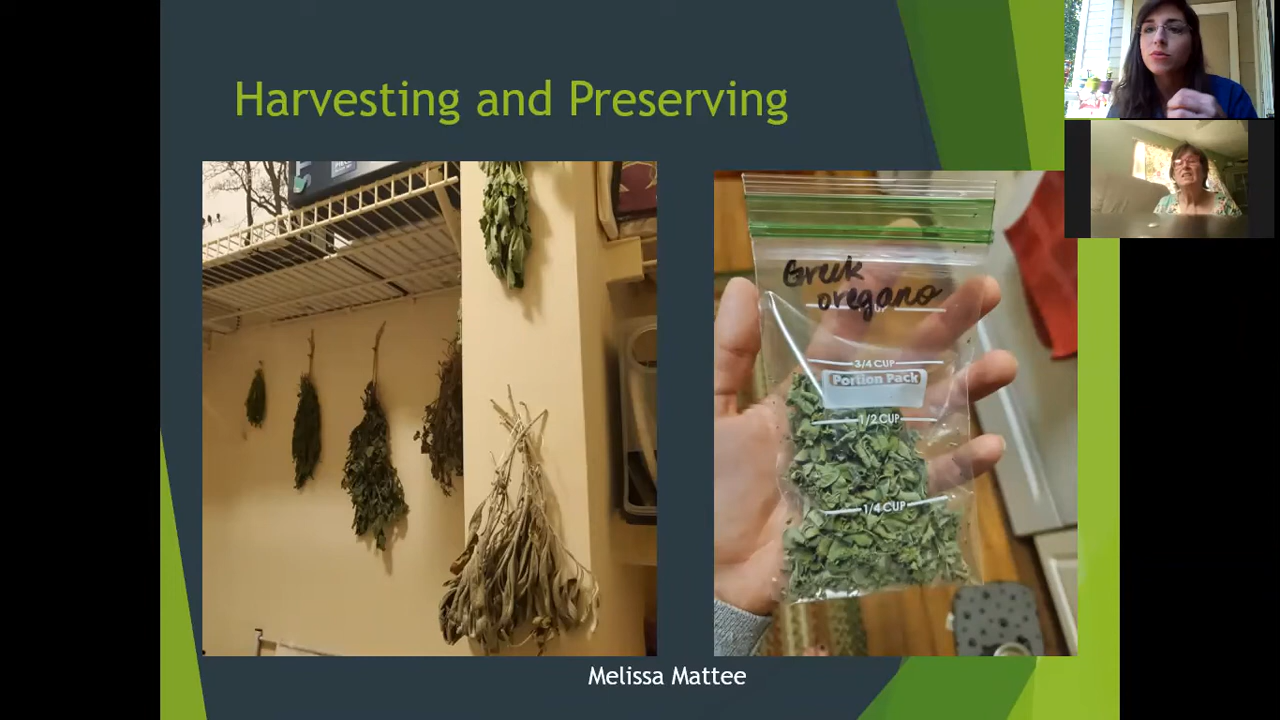 Harvesting and Preserving
Greek
oregano
3/4 CUP
Portion Pack
1/2 CUP
1/4 CUP
Melissa Mattee